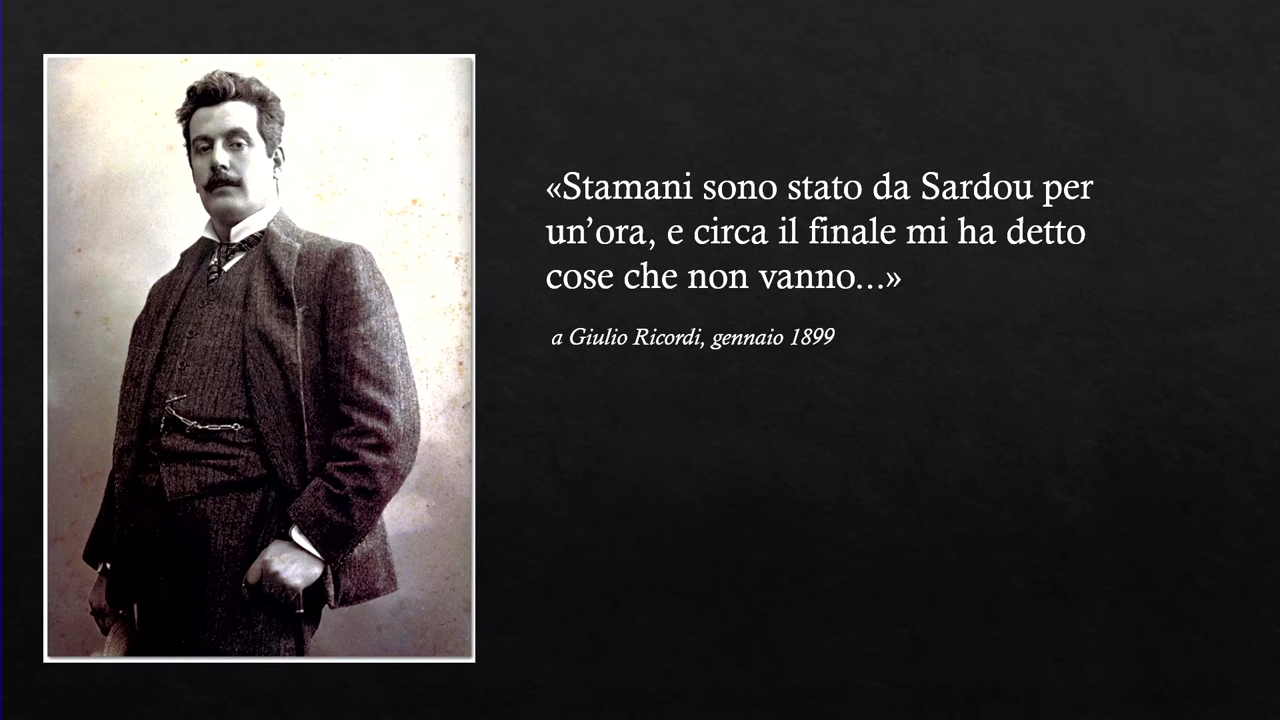 «Stamani sono stato da Sardou per
un’ora, e circa il finale mi ha detto
cose che non vanno…»
a Giulio Ricordi, gennaio 1899